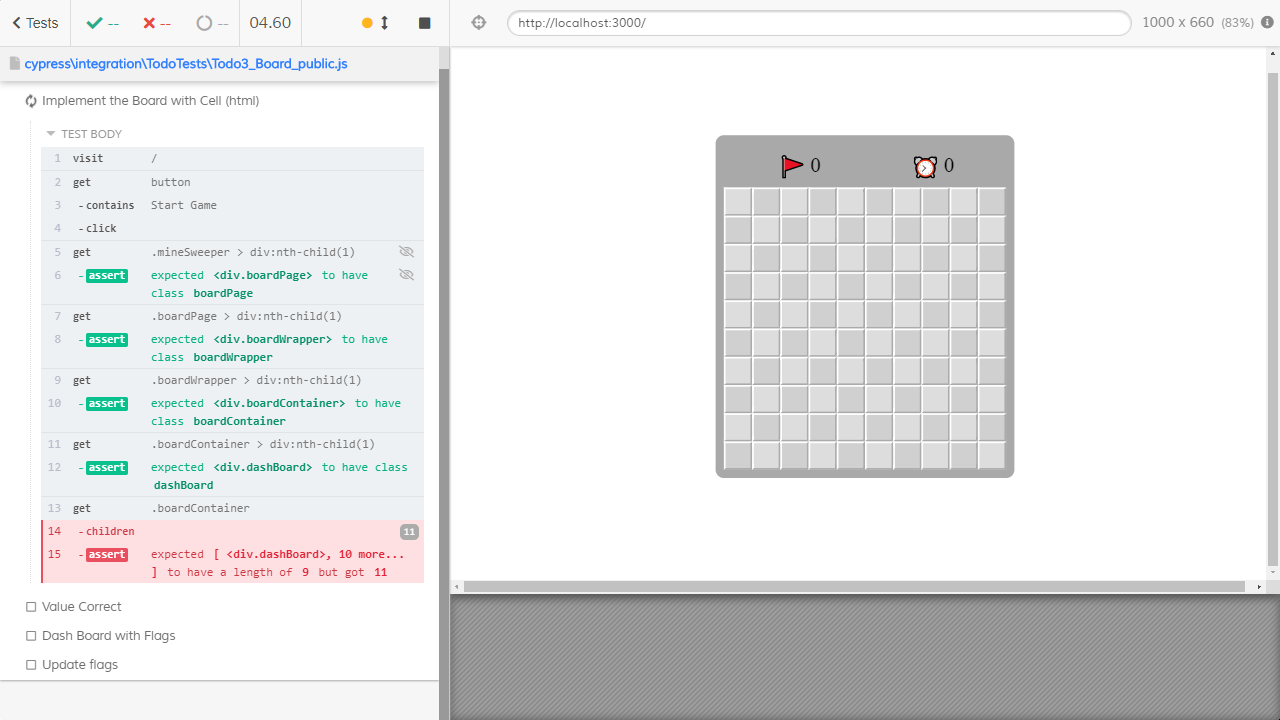 Tests
--
--
--
04.60
http://localhost:3000/
1000 x 660 (83%)
cypress\integration\TodoTests\Todo3_Board_public.js
Implement the Board with Cell (html)
TEST BODY
1 visit /
2 get button
3 - contains Start Game
4 - click
5 get .mineSweeper > div:nth-child(1)
6 - assert expected <div.boardPage> to have
class boardPage
7 get .boardPage > div:nth-child(1)
8 - assert expected <div.boardWrapper> to have
class boardWrapper
9 get .boardWrapper > div:nth-child(1)
10 - assert expected <div.boardContainer> to have
class boardContainer
11 get .boardContainer > div:nth-child(1)
12 - assert expected <div.dashBoard> to have class
dashBoard
13 get .boardContainer
14 - children 11
15 - assert expected [ <div.dashBoard>, 10 more...
] to have a length of 9 but got 11
Value Correct
Dash Board with Flags
Update flags
0
0